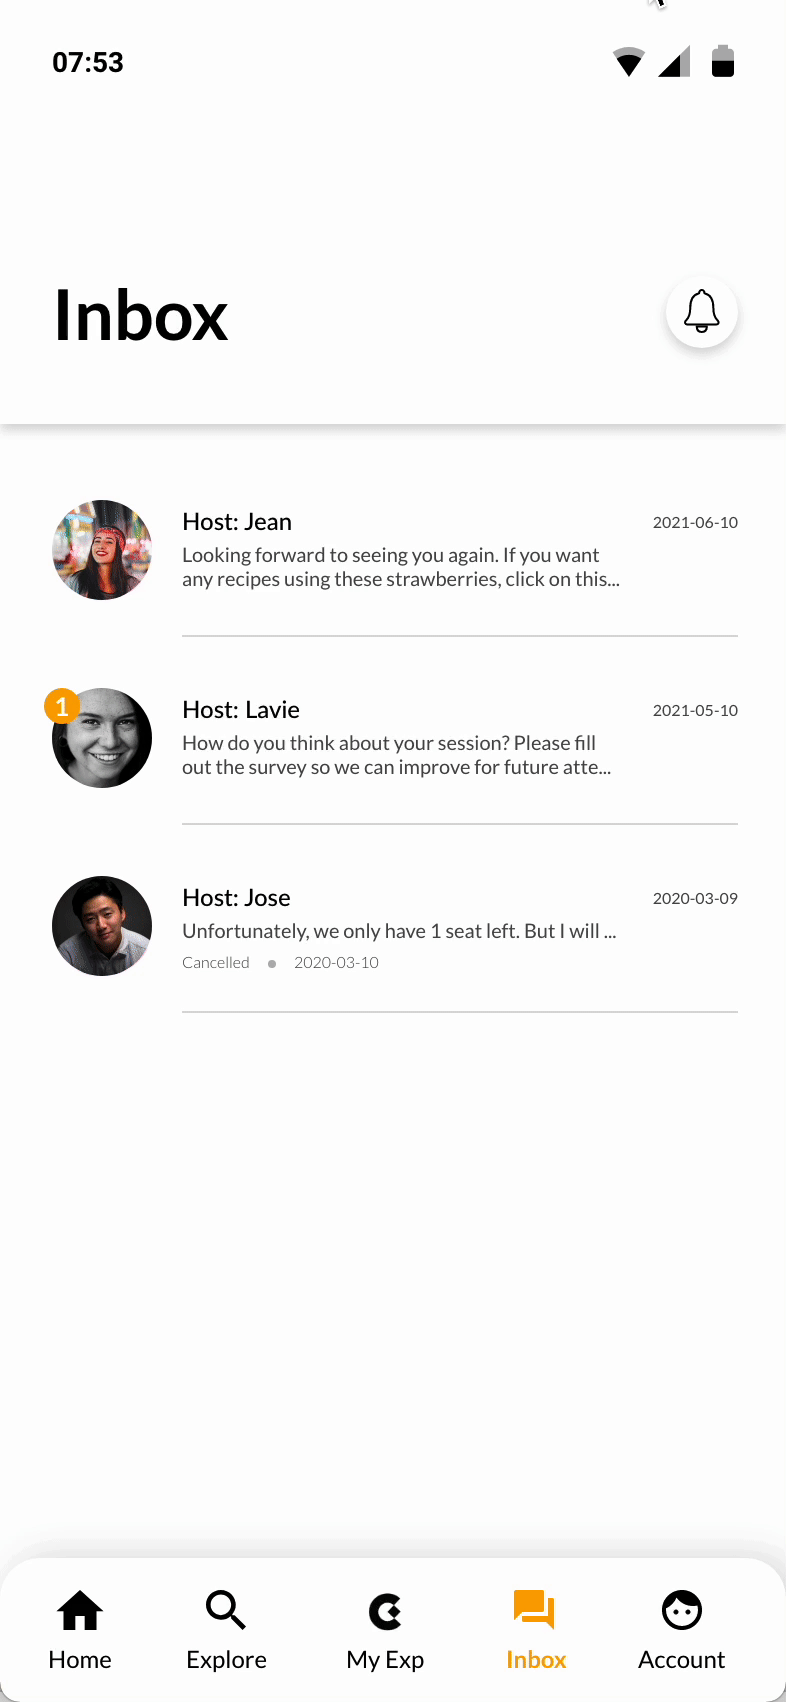 07:53
Inbox
Host: Jean
2021-06-10
Looking forward to seeing you again. If you want
any recipes using these strawberries, click on this...
1
Host: Lavie
2021-05-10
How do you think about your session? Please fill
out the survey so we can improve for future atte...
Host: Jose
2020-03-09
Unfortunately, we only have 1 seat left. But I will ...
Cancelled • 2020-03-10
Home
Explore
My Exp
Inbox
Account